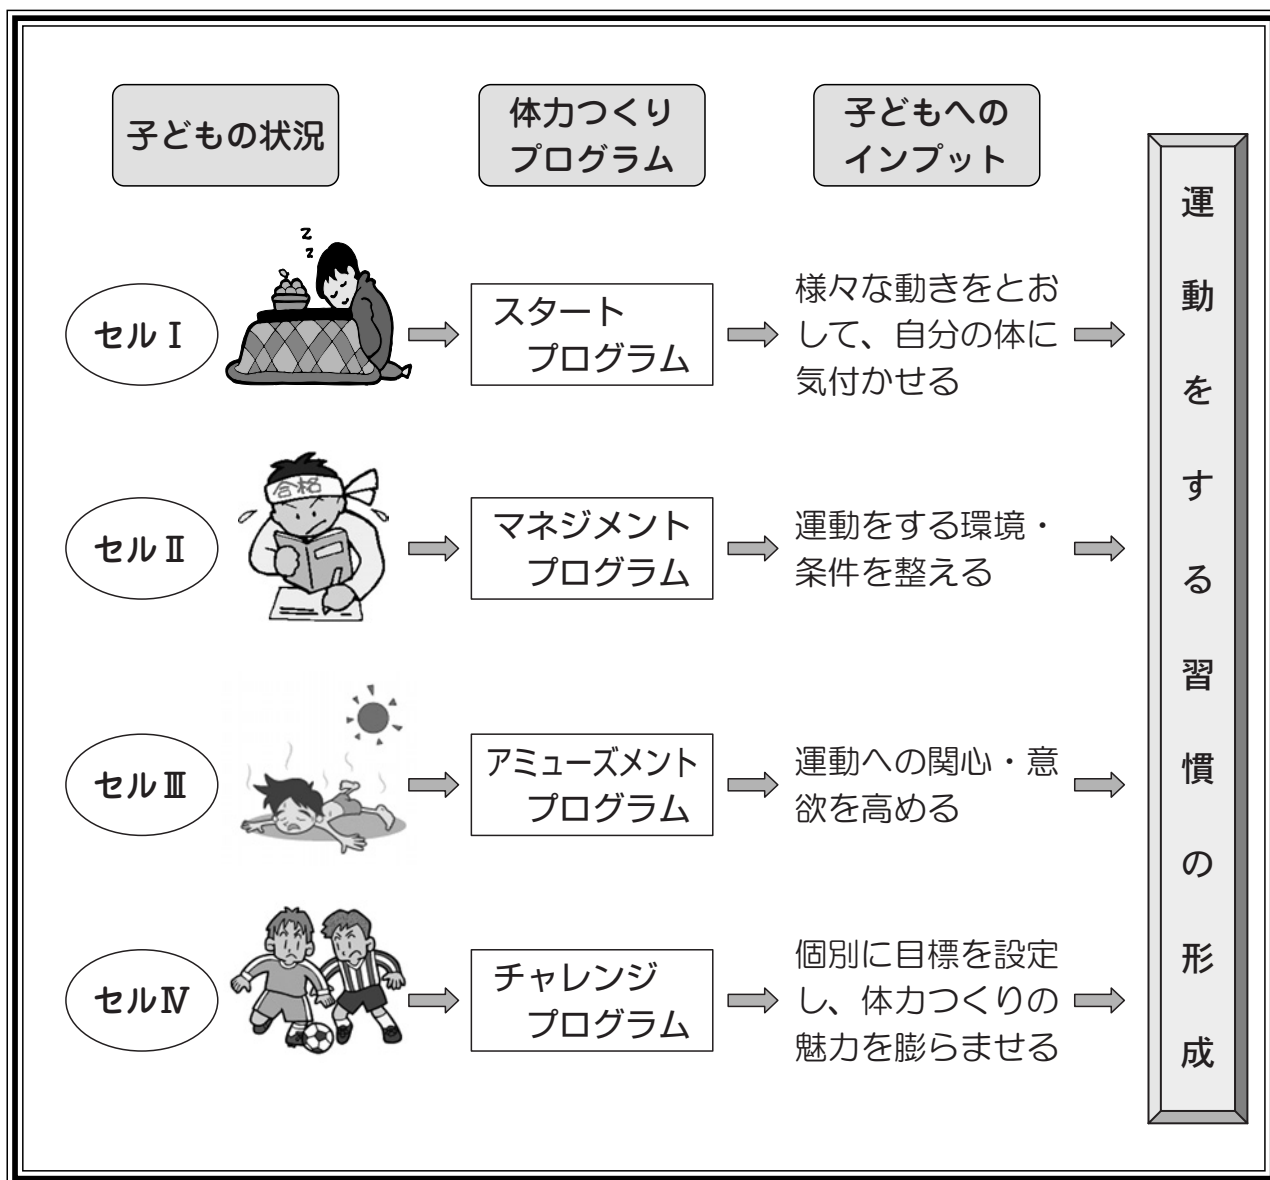 子どもの状況
体力つくり
プログラム
子どもへの
インプット
セルⅠ
z
z
スタート
プログラム
様々な動きをとお
して、自分の体に
気付かせる
セルⅡ
合格
マネジメント
プログラム
運動をする環境・
条件を整える
セルⅢ
アミューズメント
プログラム
運動への関心・意
欲を高める
セルⅣ
チャレンジ
プログラム
個別に目標を設定
し、体力つくりの
魅力を膨らませる
運動をする習慣の形成